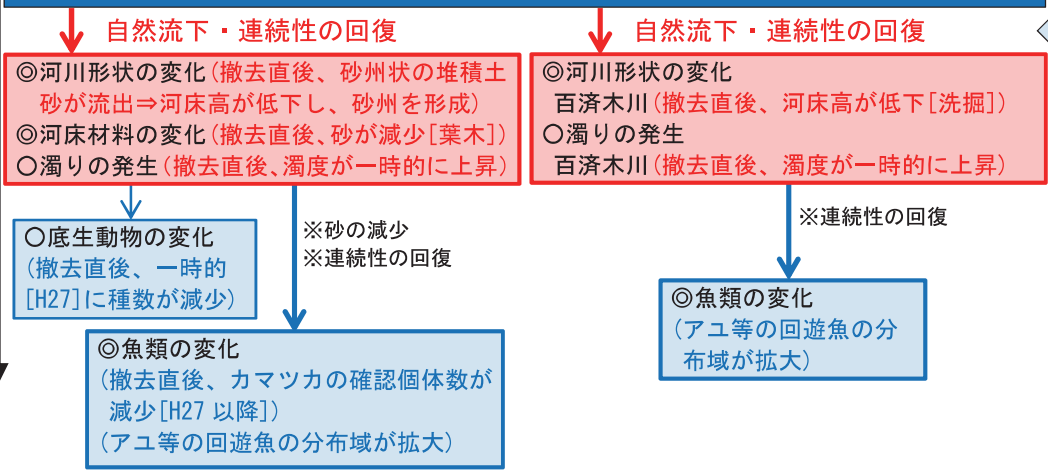 自然流下・連続性の回復
◎河川形状の変化(撤去直後、砂州状の堆積土
砂が流出⇒河床高が低下し、砂州を形成)
◎河床材料の変化(撤去直後、砂が減少[葉木])
○濁りの発生(撤去直後、濁度が一時的に上昇)
○底生動物の変化
(撤去直後、一時的
[H27]に種数が減少)
※砂の減少
※連続性の回復
◎魚類の変化
(撤去直後、カマツカの確認個体数が
減少[H27 以降])
(アユ等の回遊魚の分布域が拡大)
自然流下・連続性の回復
◎河川形状の変化
百済木川(撤去直後、河床高が低下[洗掘])
○濁りの発生
百済木川(撤去直後、濁度が一時的に上昇)
※連続性の回復
◎魚類の変化
(アユ等の回遊魚の分
布域が拡大)